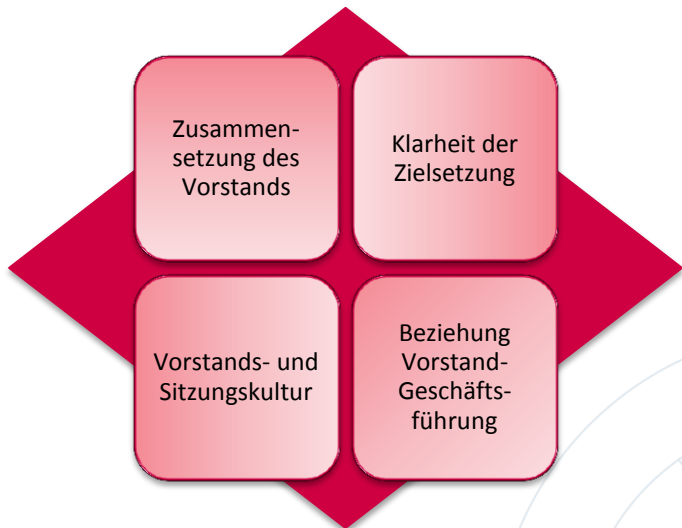 Zusammen-
setzung des
Vorstands
Klarheit der
Zielsetzung
Vorstands- und
Sitzungskultur
Beziehung
Vorstand-
Geschäfts-
führung